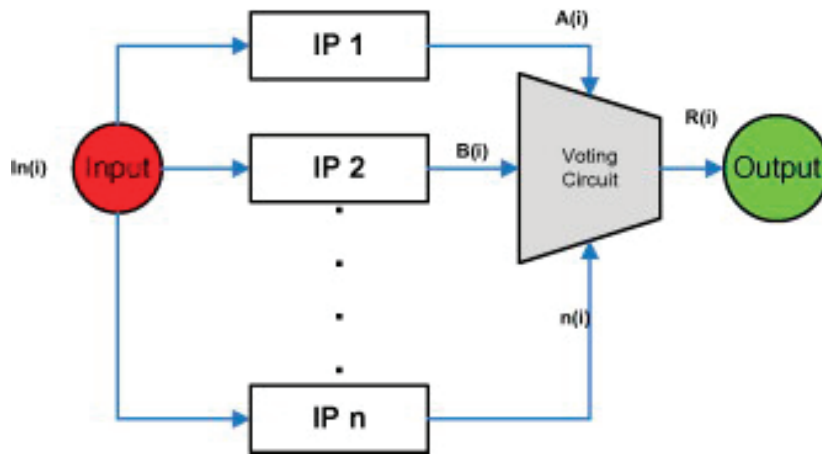 A(i)
IP 1
R(i)
In(i)
Input
IP 2
B(i)
Voting
Circuit
Output
n(i)
IP n